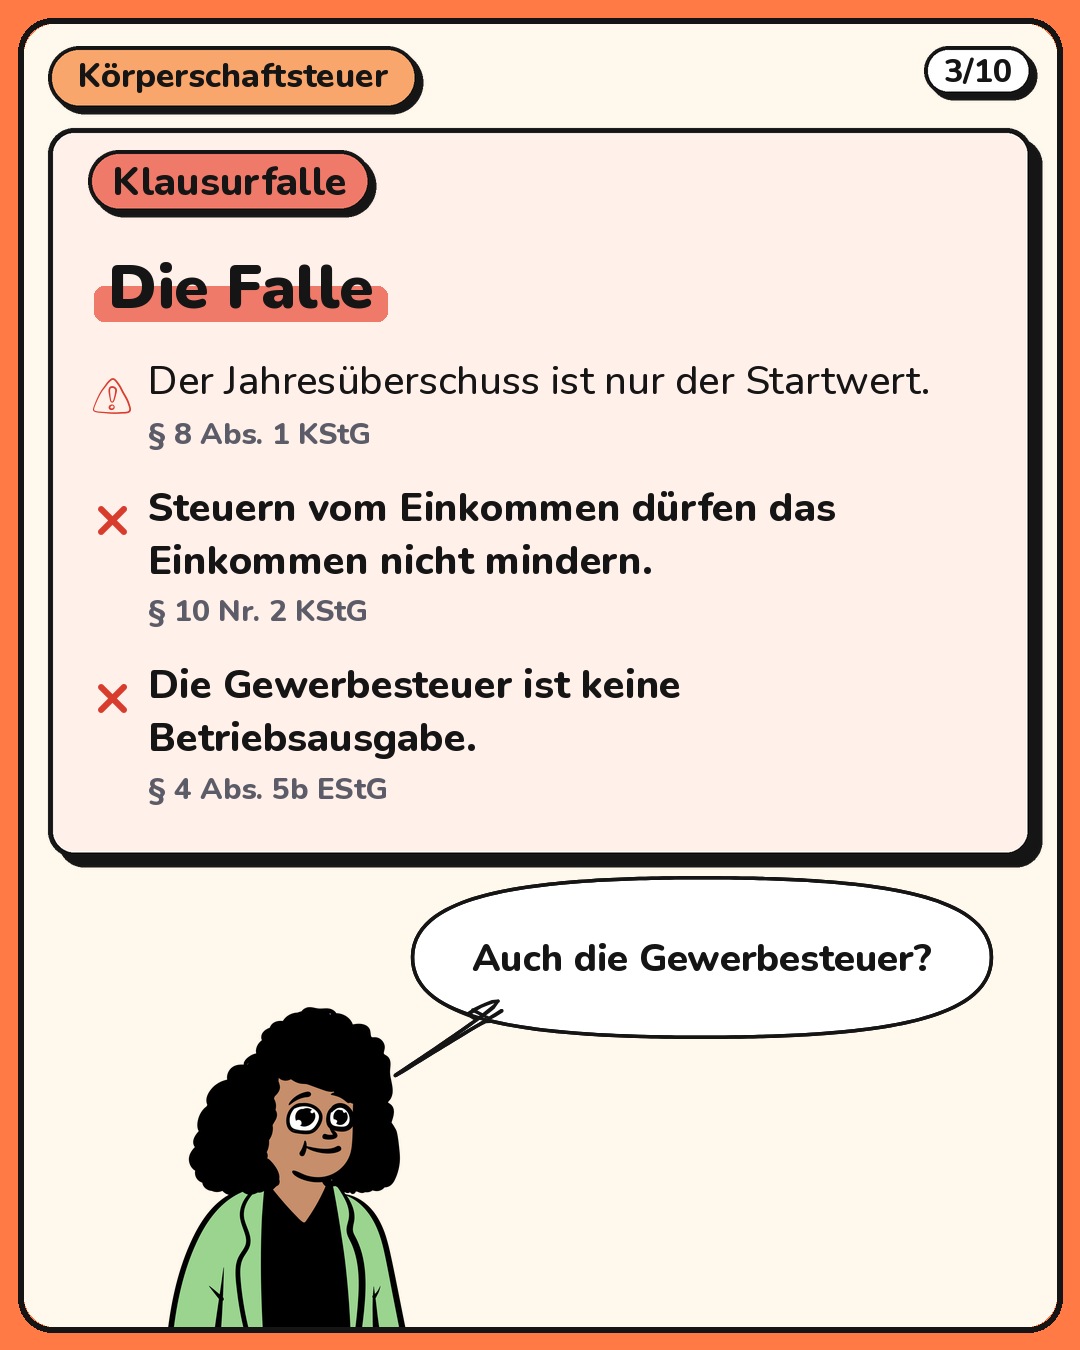 Körperschaftsteuer
3/10
Klausurfalle
Die Falle
Der Jahresüberschuss ist nur der Startwert.
§ 8 Abs. 1 KStG
Steuern vom Einkommen dürfen das
Einkommen nicht mindern.
§ 10 Nr. 2 KStG
Die Gewerbesteuer ist keine
Betriebsausgabe.
§ 4 Abs. 5b EStG
Auch die Gewerbesteuer?